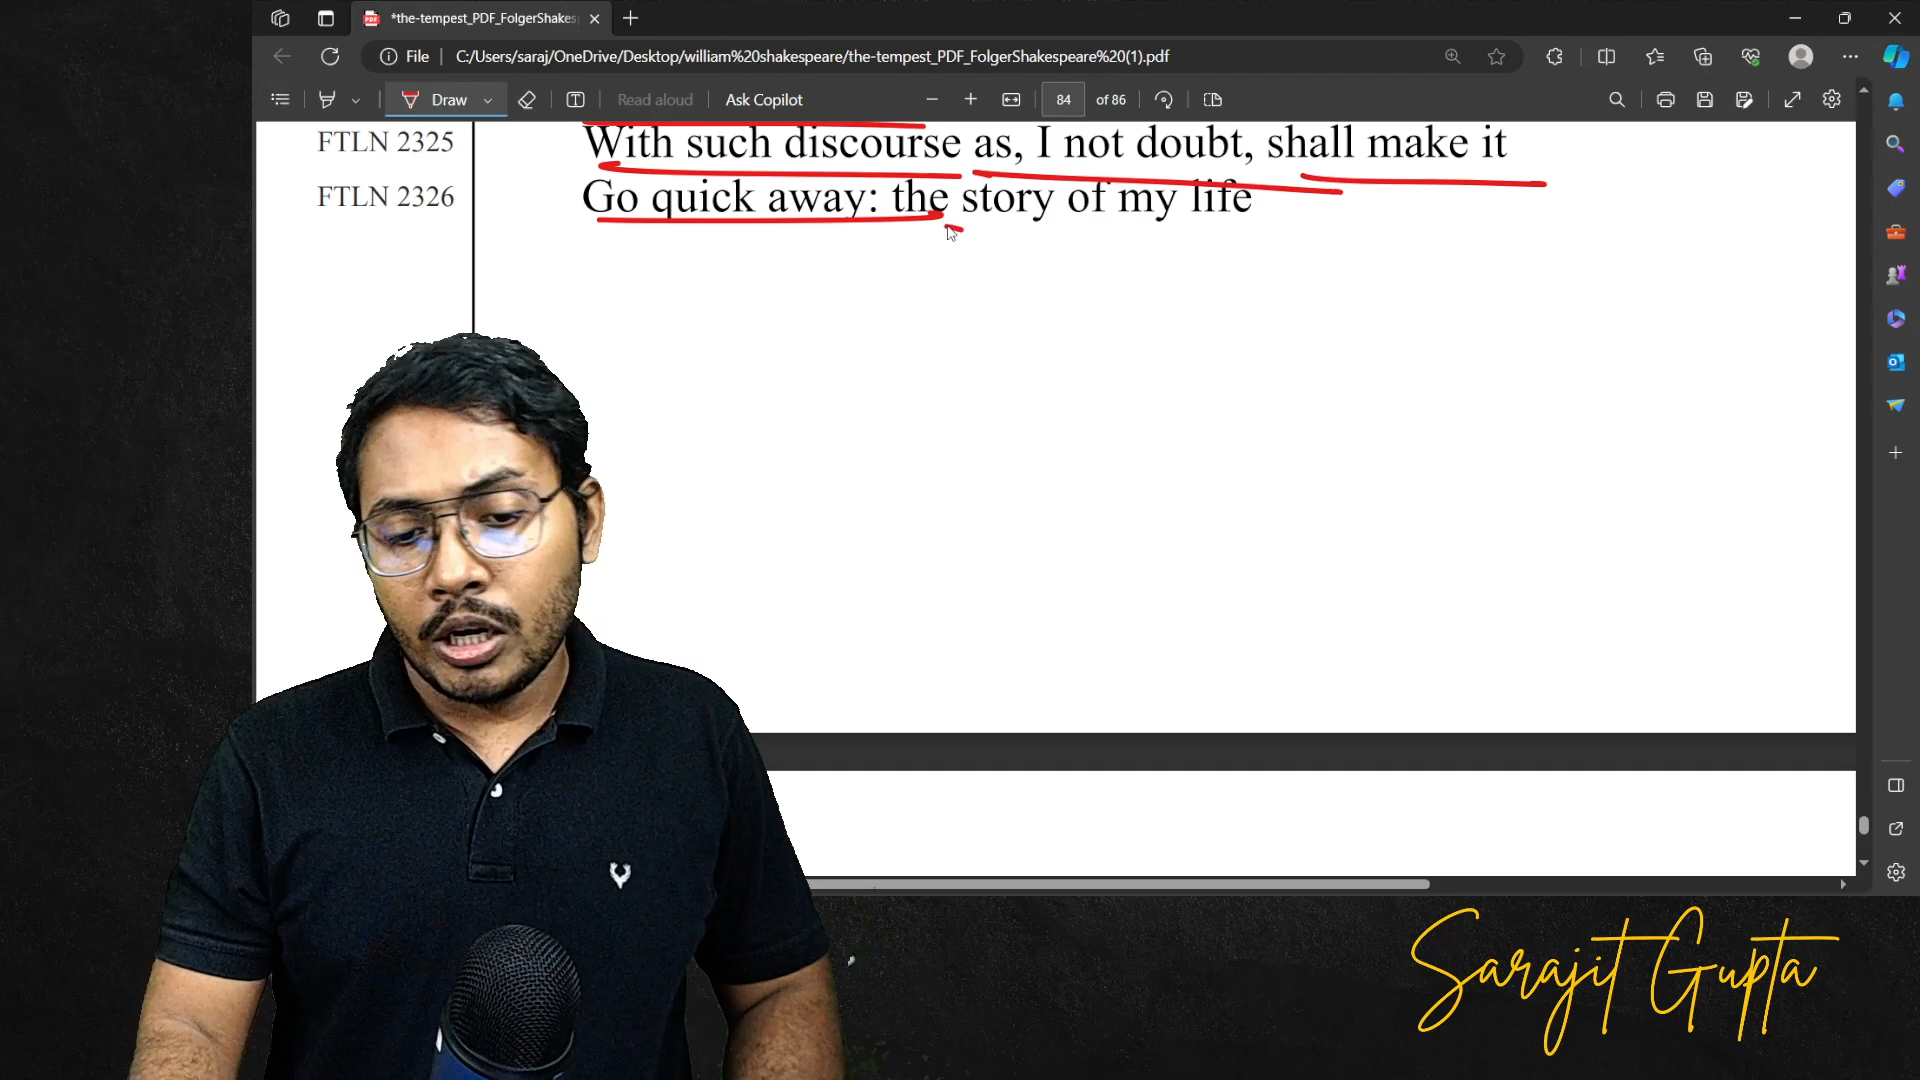 *the-tempest_PDF_FolgerShakes
File
C:/Users/saraj/OneDrive/Desktop/william%20shakespeare/the-tempest_PDF_FolgerShakespeare%20(1).pdf
Draw
Read aloud
Ask Copilot
84
of 86
FTLN 2325 With such discourse as, I not doubt, shall make it
FTLN 2326 Go quick away: the story of my life
Sarajit Gupta